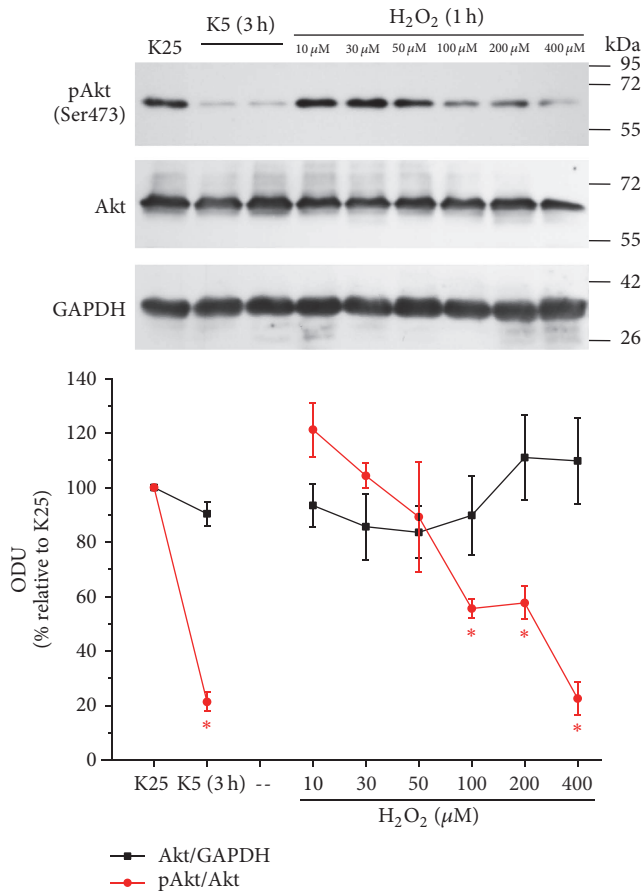 K25 K5 (3 h) H₂O₂ (1 h)
10 μM 30 μM 50 μM 100 μM 200 μM 400 μM kDa
pAkt (Ser473) 95 72 55
Akt 72 55
GAPDH 42 26
140
120
100
80
60
40
20
0
ODU
(% relative to K25)
* * * *
K25 K5 (3 h) -- 10 30 50 100 200 400
H₂O₂ (μM)
Akt/GAPDH
pAkt/Akt